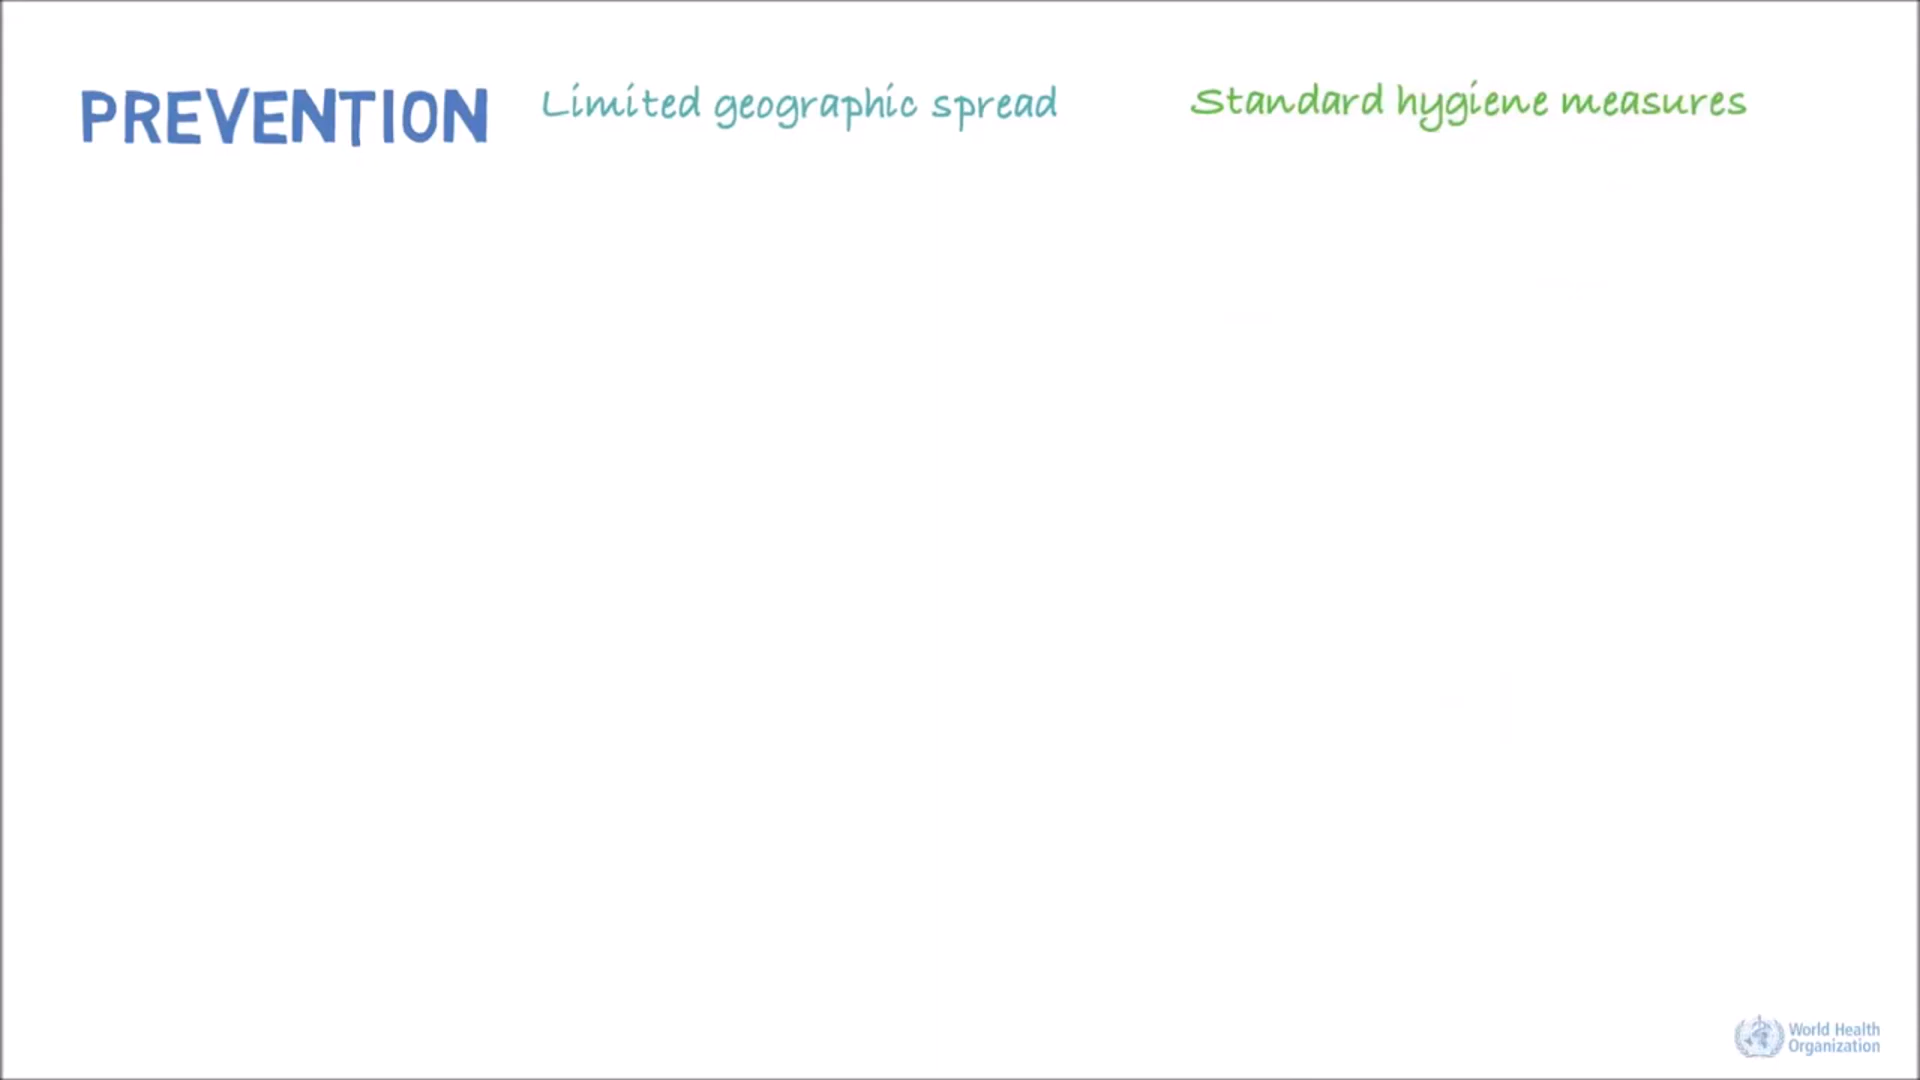 PREVENTION Limited geographic spread Standard hygiene measures
World Health
Organization